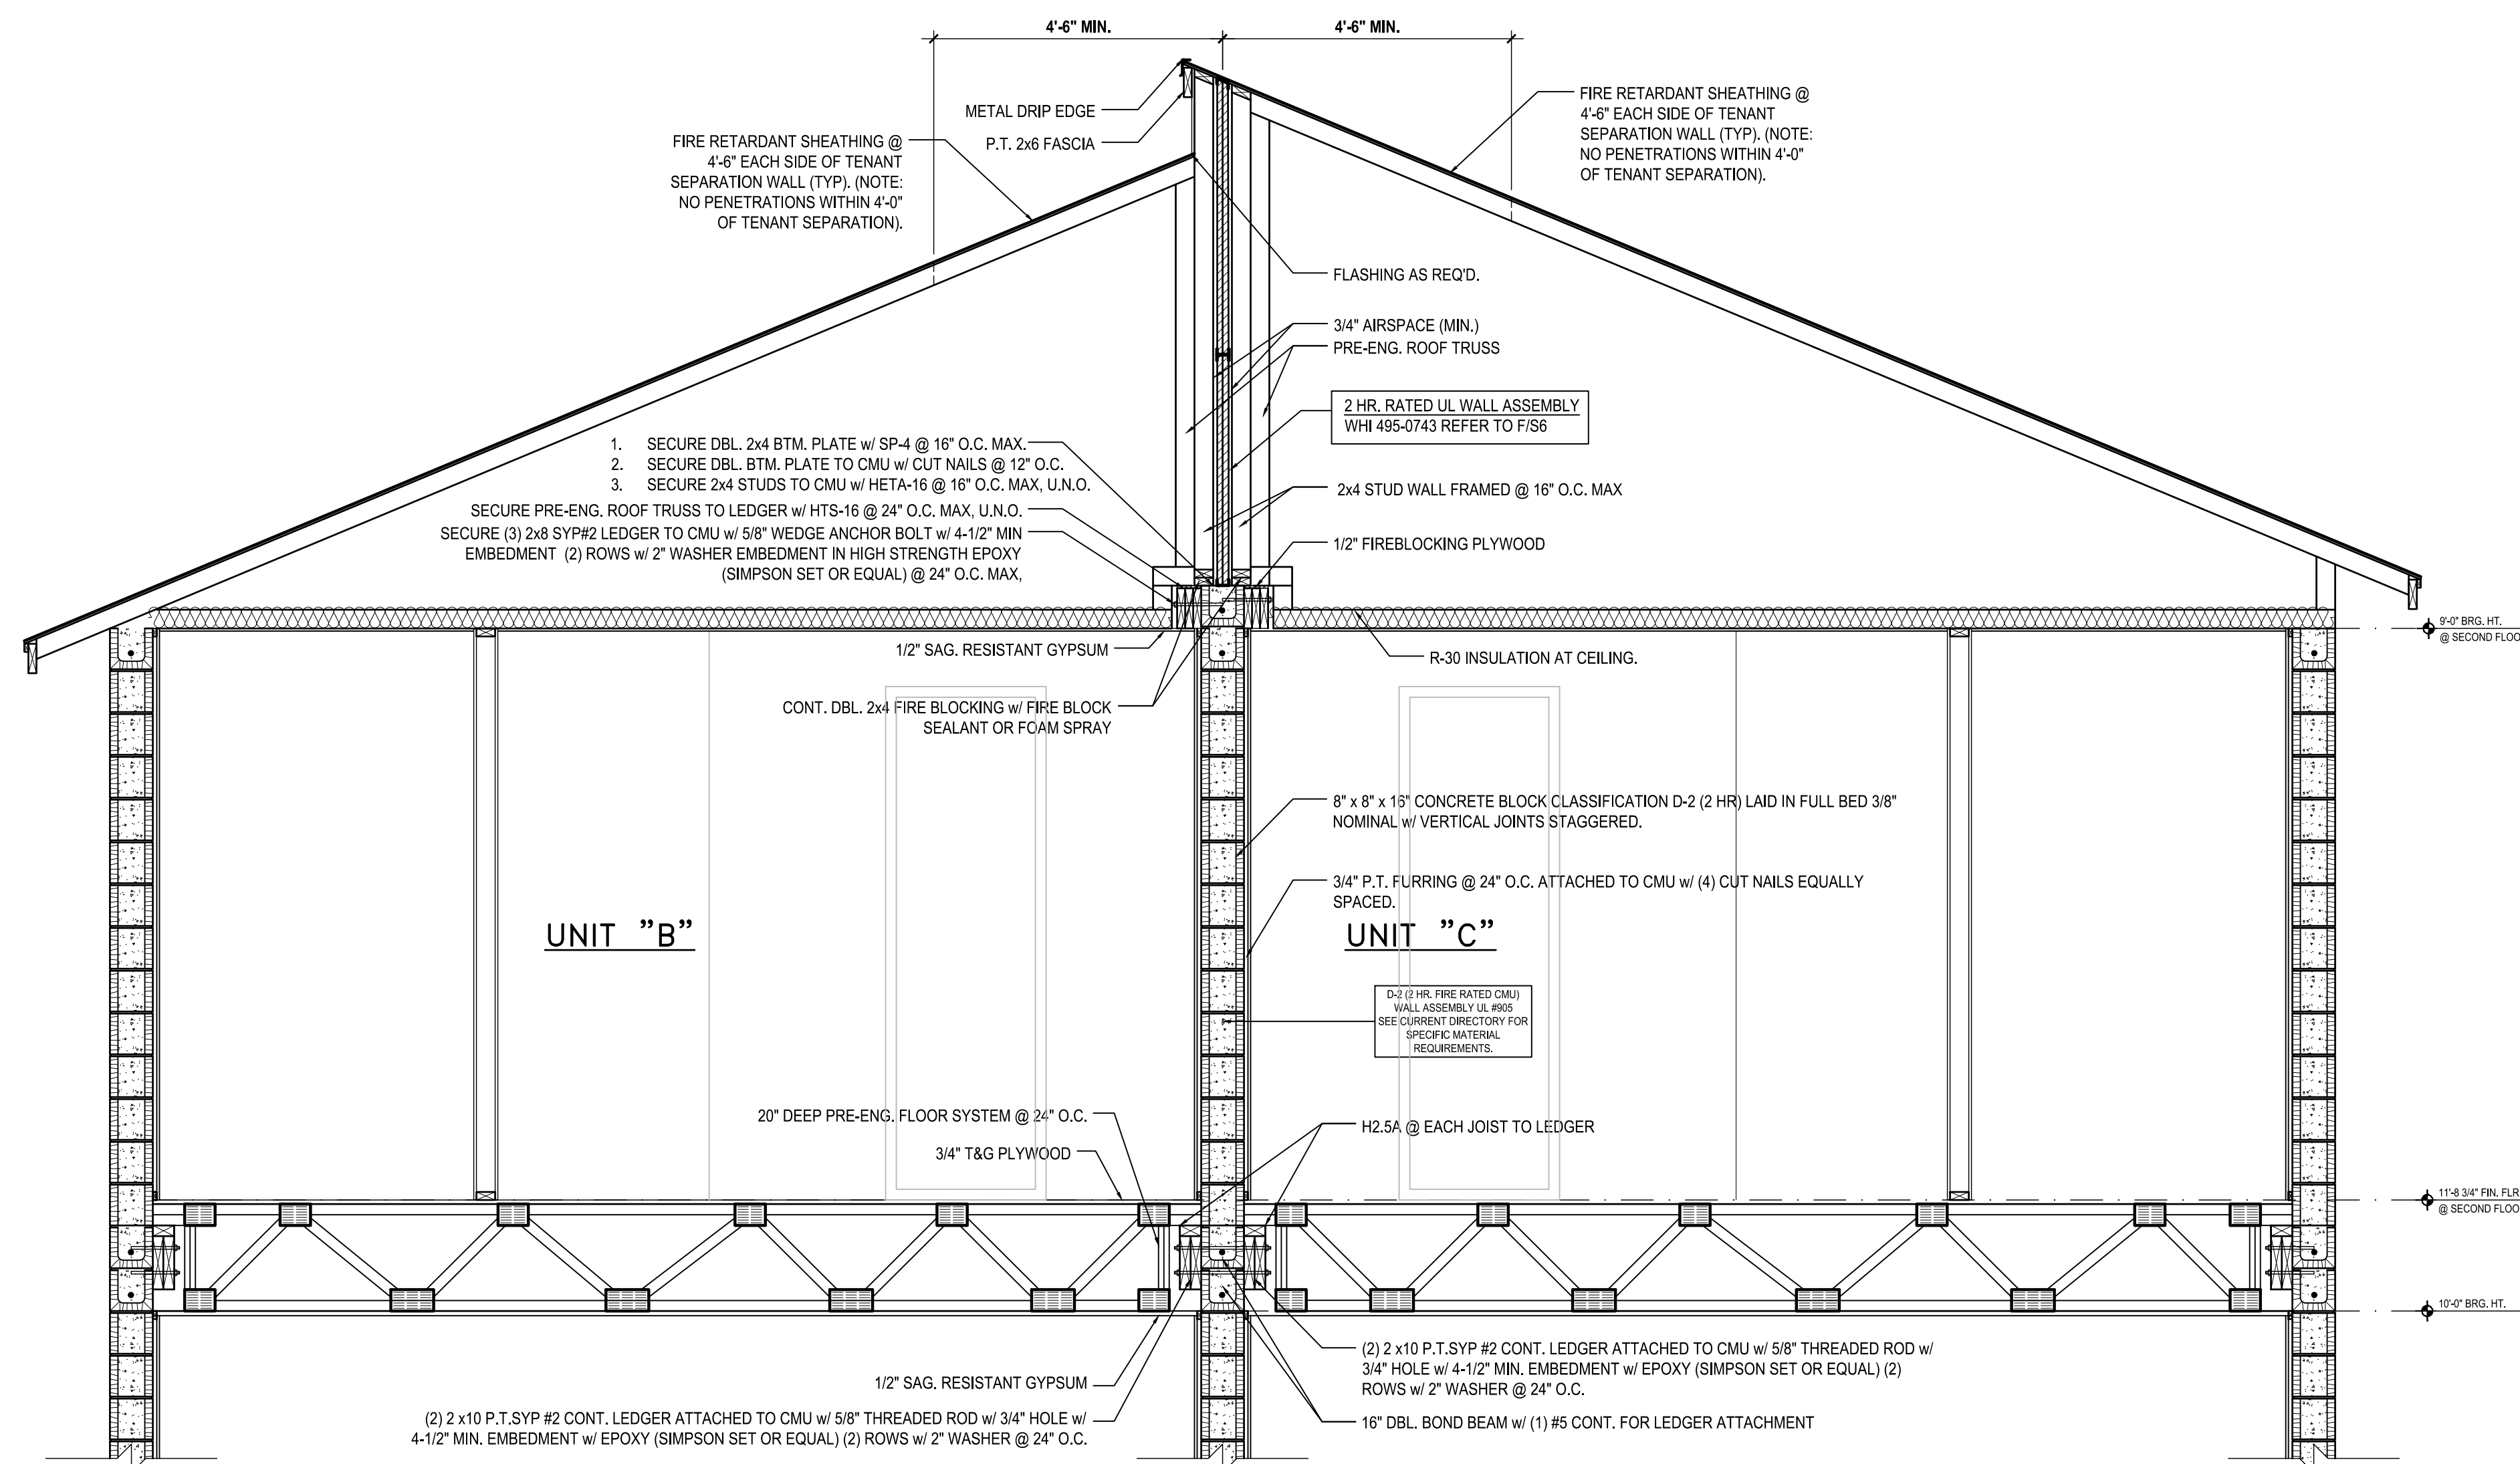 4'-6" MIN.
4'-6" MIN.
METAL DRIP EDGE
P.T. 2x6 FASCIA
FIRE RETARDANT SHEATHING @
4'-6" EACH SIDE OF TENANT
SEPARATION WALL (TYP). (NOTE:
NO PENETRATIONS WITHIN 4'-0"
OF TENANT SEPARATION).
FIRE RETARDANT SHEATHING @
4'-6" EACH SIDE OF TENANT
SEPARATION WALL (TYP). (NOTE:
NO PENETRATIONS WITHIN 4'-0"
OF TENANT SEPARATION).
FLASHING AS REQ'D.
3/4" AIRSPACE (MIN.)
PRE-ENG. ROOF TRUSS
2 HR. RATED UL WALL ASSEMBLY
WHI 495-0743 REFER TO F/S6
1. SECURE DBL. 2x4 BTM. PLATE w/ SP-4 @ 16" O.C. MAX.
2. SECURE DBL. BTM. PLATE TO CMU w/ CUT NAILS @ 12" O.C.
3. SECURE 2x4 STUDS TO CMU w/ HETA-16 @ 16" O.C. MAX, U.N.O.
SECURE PRE-ENG. ROOF TRUSS TO LEDGER w/ HTS-16 @ 24" O.C. MAX, U.N.O.
SECURE (3) 2x8 SYP#2 LEDGER TO CMU w/ 5/8" WEDGE ANCHOR BOLT w/ 4-1/2" MIN
EMBEDMENT (2) ROWS w/ 2" WASHER EMBEDMENT IN HIGH STRENGTH EPOXY
(SIMPSON SET OR EQUAL) @ 24" O.C. MAX,
2x4 STUD WALL FRAMED @ 16" O.C. MAX
1/2" FIREBLOCKING PLYWOOD
9'-0" BRG. HT.
@ SECOND FLOO
1/2" SAG. RESISTANT GYPSUM
R-30 INSULATION AT CEILING.
CONT. DBL. 2x4 FIRE BLOCKING w/ FIRE BLOCK
SEALANT OR FOAM SPRAY
8" x 8" x 16" CONCRETE BLOCK CLASSIFICATION D-2 (2 HR) LAID IN FULL BED 3/8"
NOMINAL w/ VERTICAL JOINTS STAGGERED.
3/4" P.T. FURRING @ 24" O.C. ATTACHED TO CMU w/ (4) CUT NAILS EQUALLY
SPACED.
UNIT "B"
UNIT "C"
D-2 (2 HR. FIRE RATED CMU)
WALL ASSEMBLY UL #905
SEE CURRENT DIRECTORY FOR
SPECIFIC MATERIAL
REQUIREMENTS.
20" DEEP PRE-ENG. FLOOR SYSTEM @ 24" O.C.
3/4" T&G PLYWOOD
H2.5A @ EACH JOIST TO LEDGER
11'-8 3/4" FIN. FLR
@ SECOND FLOO
10'-0" BRG. HT.
1/2" SAG. RESISTANT GYPSUM
(2) 2 x10 P.T.SYP #2 CONT. LEDGER ATTACHED TO CMU w/ 5/8" THREADED ROD w/ 3/4" HOLE w/
4-1/2" MIN. EMBEDMENT w/ EPOXY (SIMPSON SET OR EQUAL) (2) ROWS w/ 2" WASHER @ 24" O.C.
(2) 2 x10 P.T.SYP #2 CONT. LEDGER ATTACHED TO CMU w/ 5/8" THREADED ROD w/
3/4" HOLE w/ 4-1/2" MIN. EMBEDMENT w/ EPOXY (SIMPSON SET OR EQUAL) (2)
ROWS w/ 2" WASHER @ 24" O.C.
16" DBL. BOND BEAM w/ (1) #5 CONT. FOR LEDGER ATTACHMENT